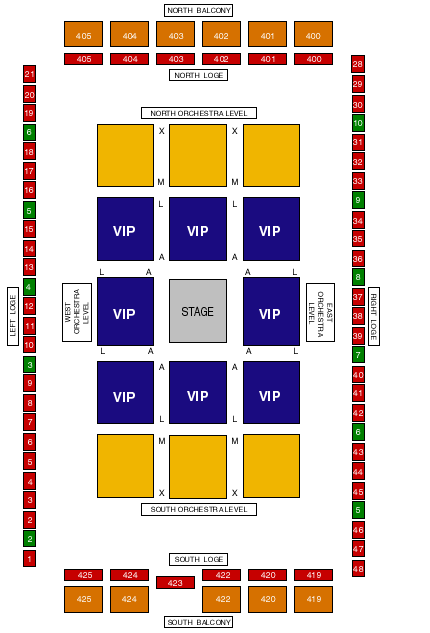 NORTH BALCONY
405 404 403 402 401 400
405 404 403 402 401 400
NORTH LOGE
21
20
19
6
18
17
16
5
15
14
13
4
12
11
10
3
9
8
7
6
5
4
3
2
2
1
LEFT LOGE
NORTH ORCHESTRA LEVEL
X X
M M
L L
VIP VIP VIP
A A
L A A L
WEST
ORCHESTRA
LEVEL
VIP STAGE VIP
EAST
ORCHESTRA
LEVEL
L A A L
A A
VIP VIP VIP
L L
M M
X X
SOUTH ORCHESTRA LEVEL
28
29
30
10
31
32
33
9
34
35
36
8
37
38
39
7
40
41
42
6
43
44
45
5
46
47
48
RIGHT LOGE
SOUTH LOGE
425 424 423 422 420 419
425 424 422 420 419
SOUTH BALCONY